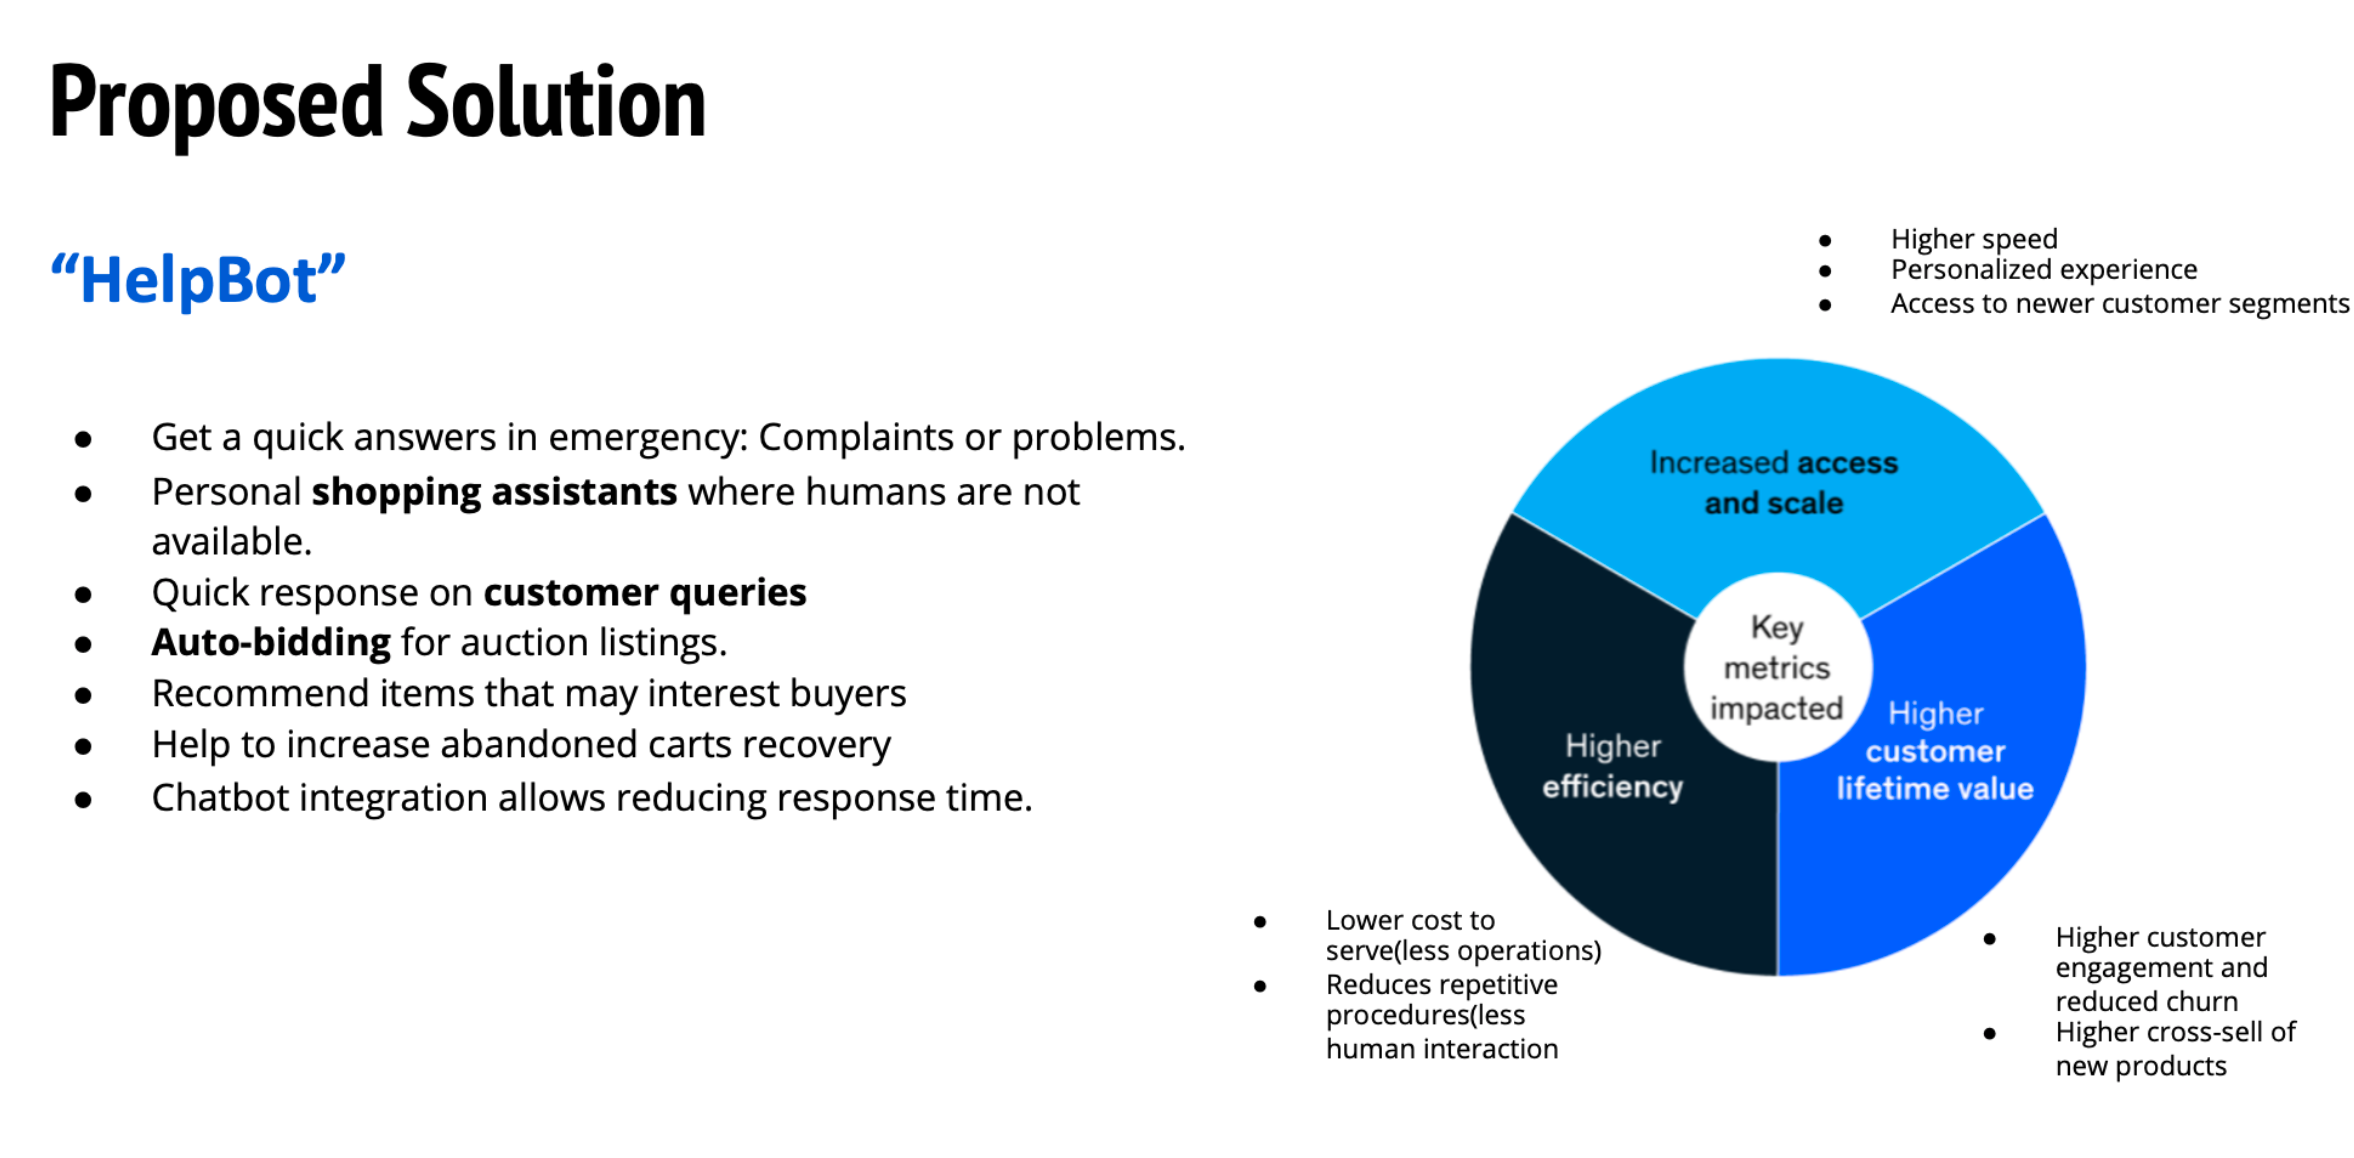 Proposed Solution
“HelpBot”
● Get a quick answers in emergency: Complaints or problems.
● Personal shopping assistants where humans are not
available.
● Quick response on customer queries
● Auto-bidding for auction listings.
● Recommend items that may interest buyers
● Help to increase abandoned carts recovery
● Chatbot integration allows reducing response time.
● Higher speed
● Personalized experience
● Access to newer customer segments
Increased access
and scale
Key
metrics
impacted
Higher
efficiency
Higher
customer
lifetime value
● Lower cost to
serve(less operations)
● Reduces repetitive
procedures(less
human interaction
● Higher customer
engagement and
reduced churn
● Higher cross-sell of
new products